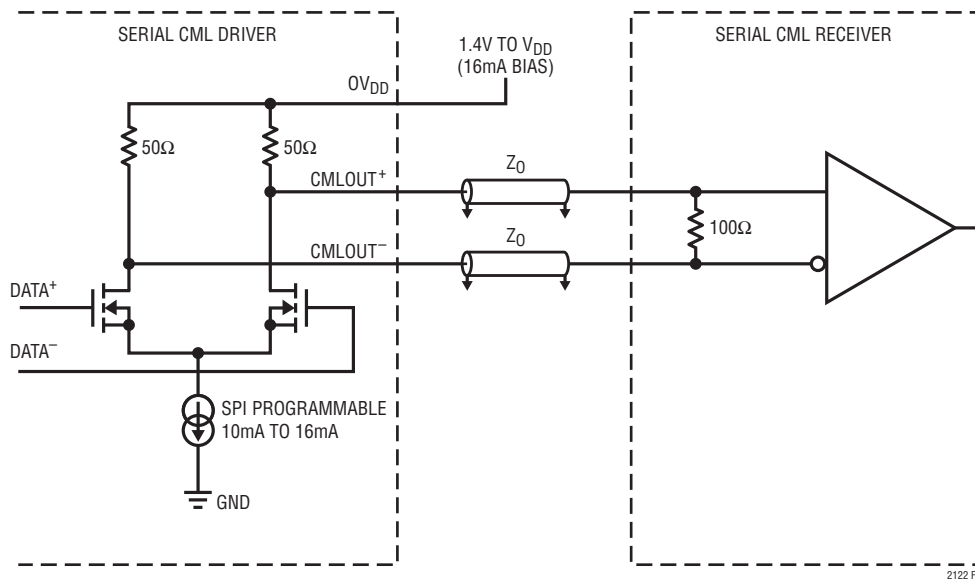 SERIAL CML DRIVER
SERIAL CML RECEIVER
1.4V TO VDD
(16mA BIAS)
OVDD
50Ω
50Ω
CMLOUT+
Z0
100Ω
CMLOUT–
Z0
DATA+
DATA–
SPI PROGRAMMABLE
10mA TO 16mA
GND
2122 F